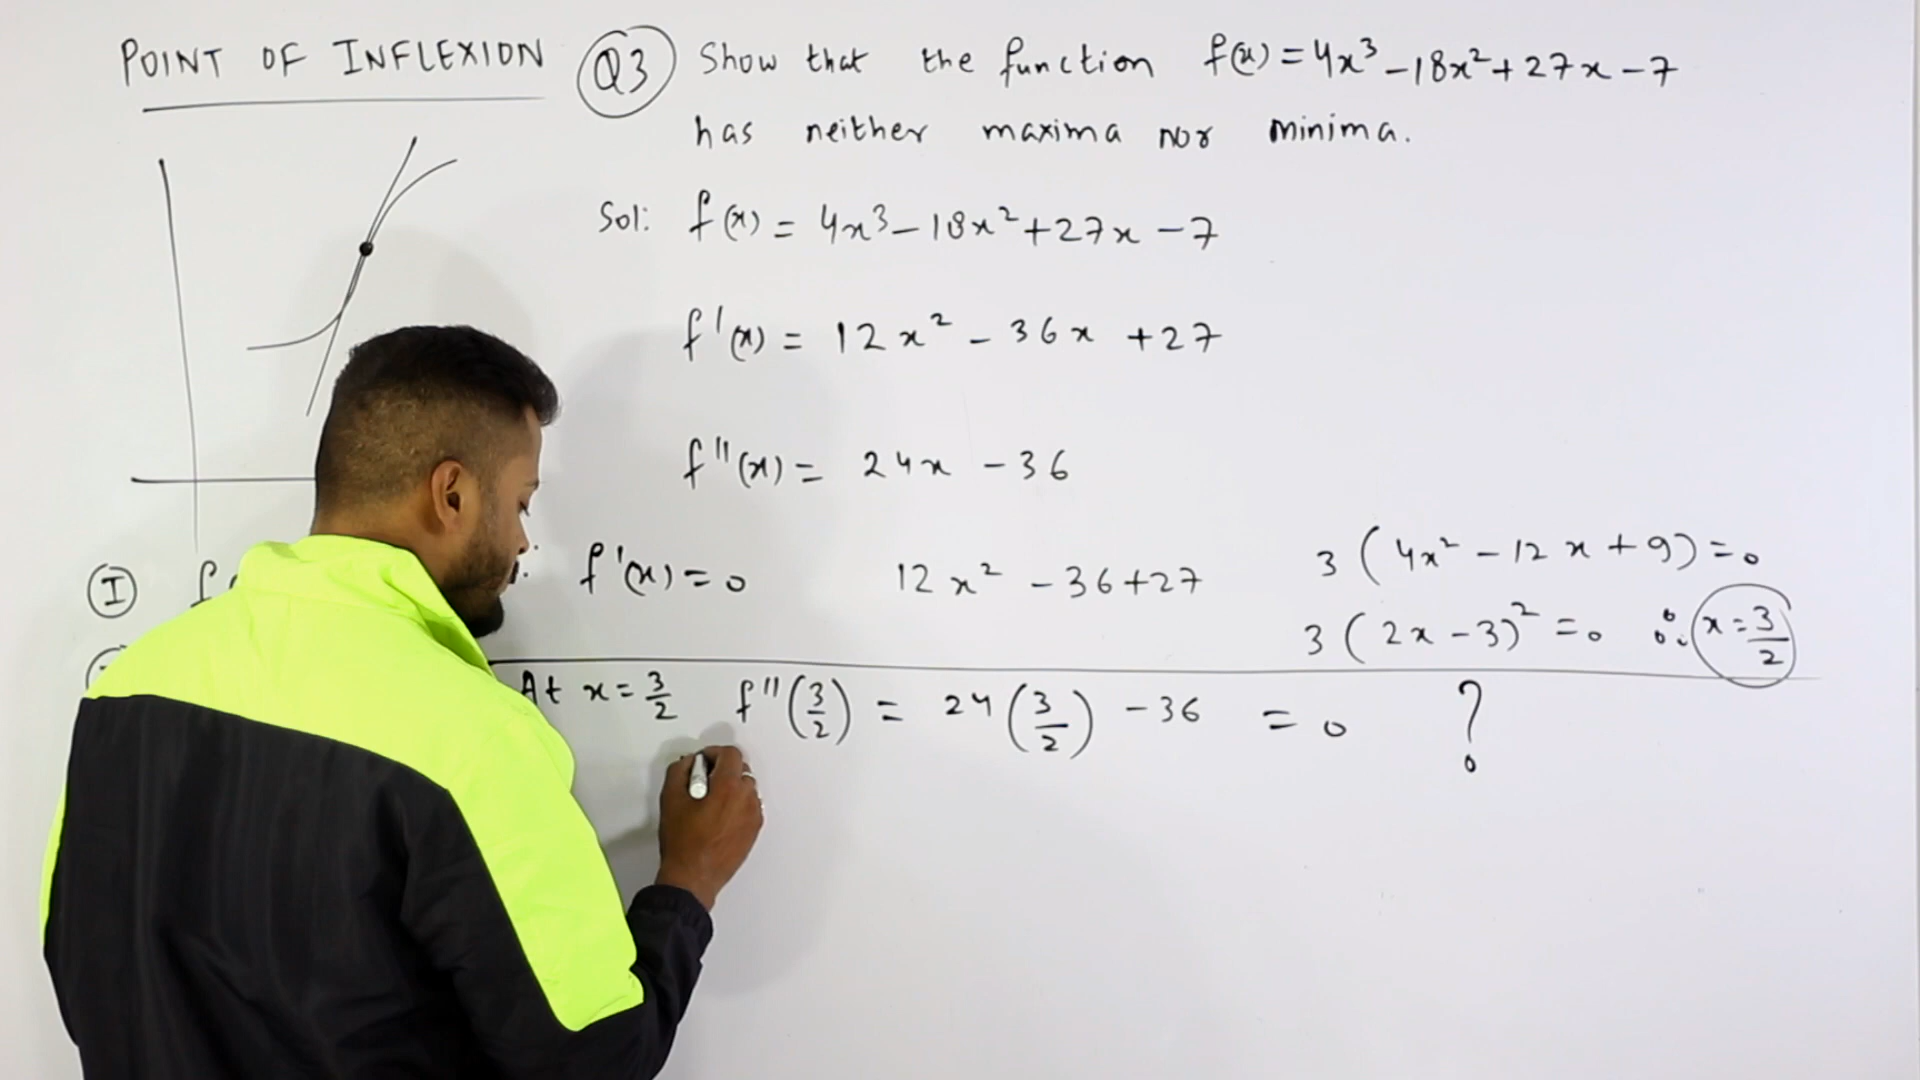 POINT OF INFLEXION
Q3 Show that the function f(x) = 4x³ - 18x² + 27x - 7
has neither maxima nor minima.
Sol: f(x) = 4x³ - 18x² + 27x - 7
f'(x) = 12x² - 36x + 27
f''(x) = 24x - 36
I f
f'(x) = 0 12x² - 36 + 27 3(4x² - 12x + 9) = 0
3(2x - 3)² = 0 ∴ x = 3/2
At x = 3/2 f''(3/2) = 24(3/2) - 36 = 0 ?